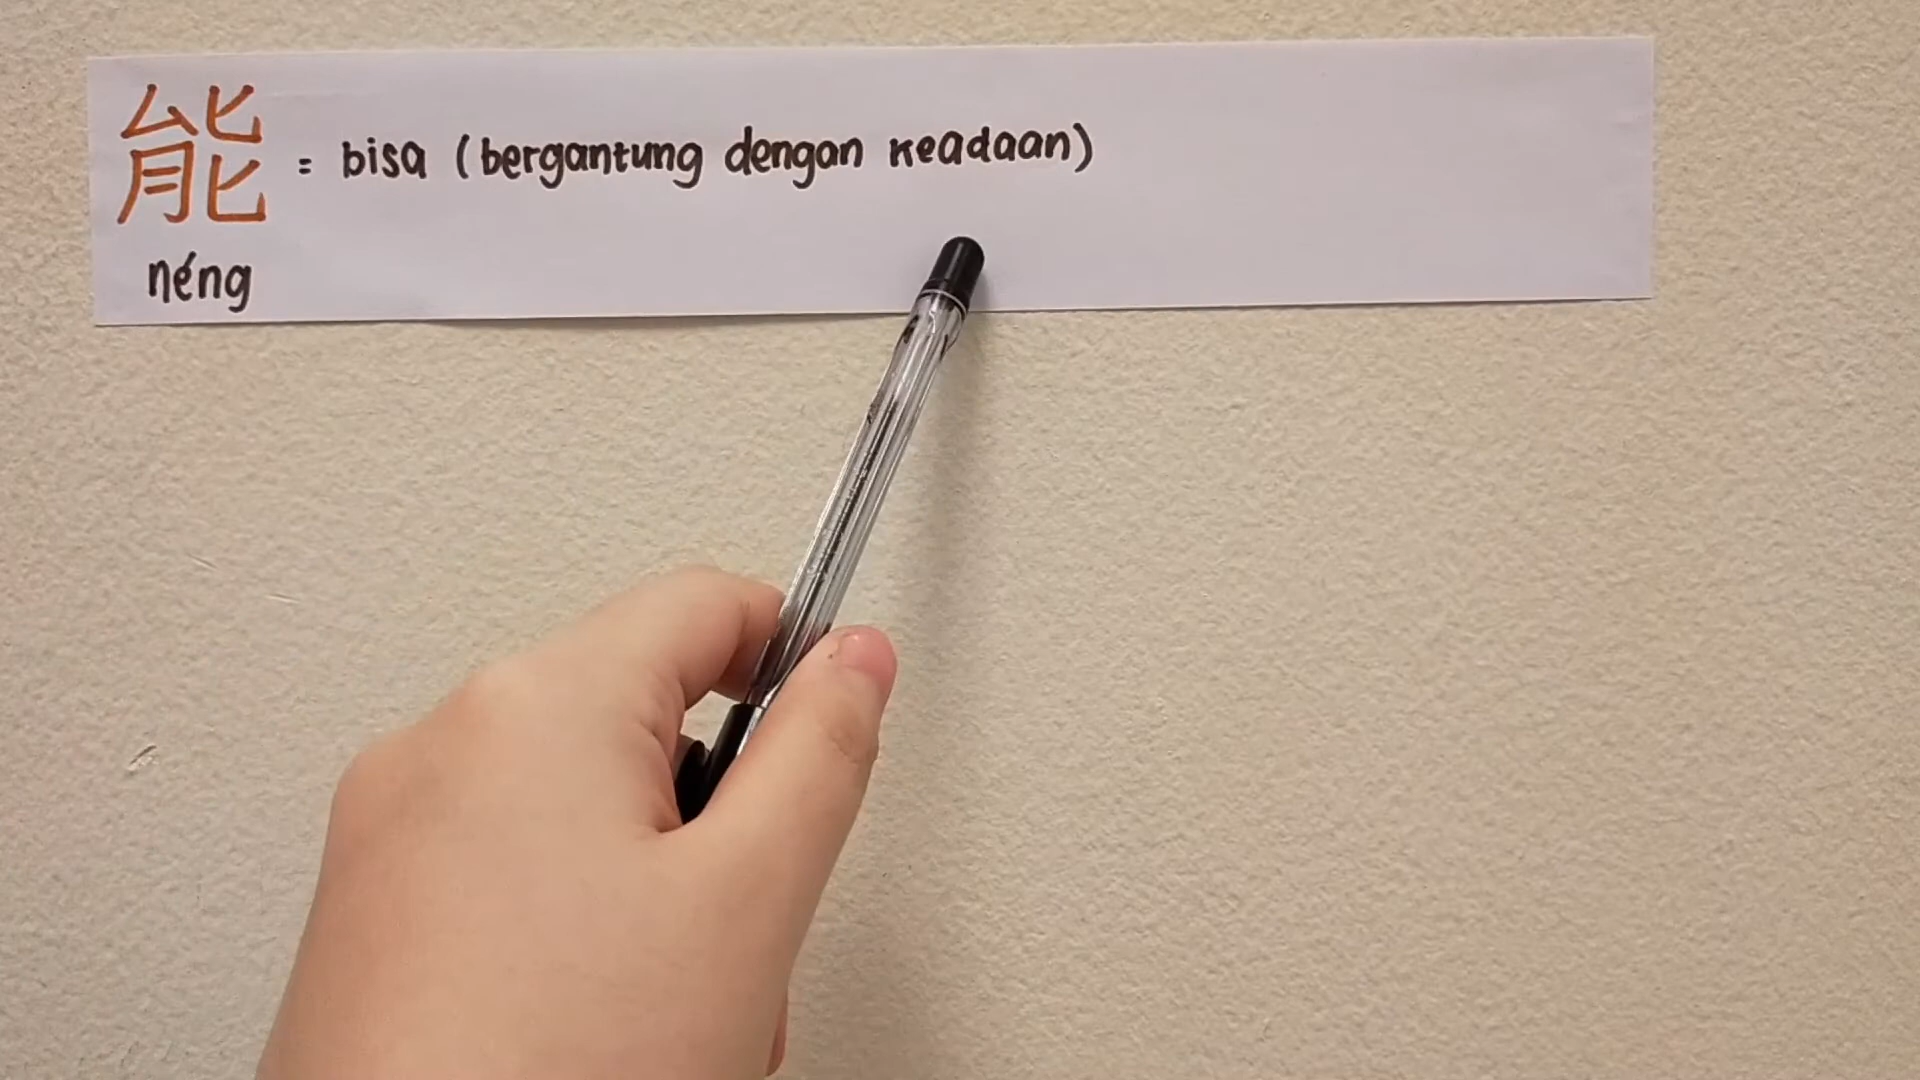 能 = bisa (bergantung dengan keadaan)
néng